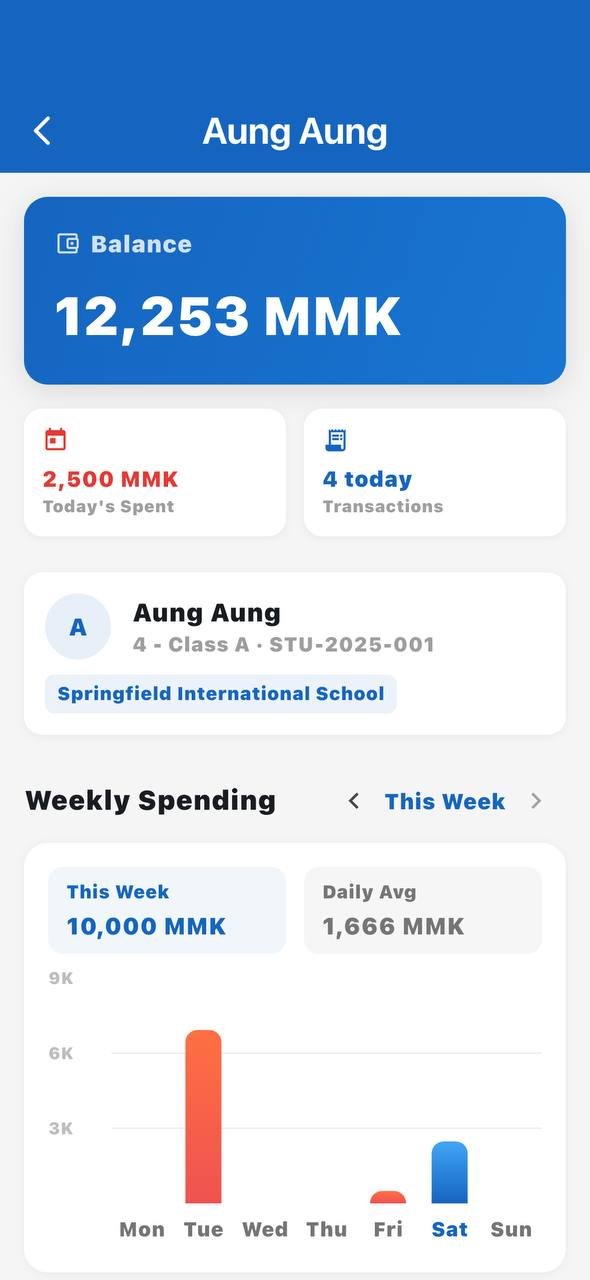 Aung Aung
Balance
12,253 MMK
2,500 MMK
Today's Spent
4 today
Transactions
A
Aung Aung
4 - Class A · STU-2025-001
Springfield International School
Weekly Spending
This Week
This Week
10,000 MMK
Daily Avg
1,666 MMK
9K
6K
3K
Mon Tue Wed Thu Fri Sat Sun